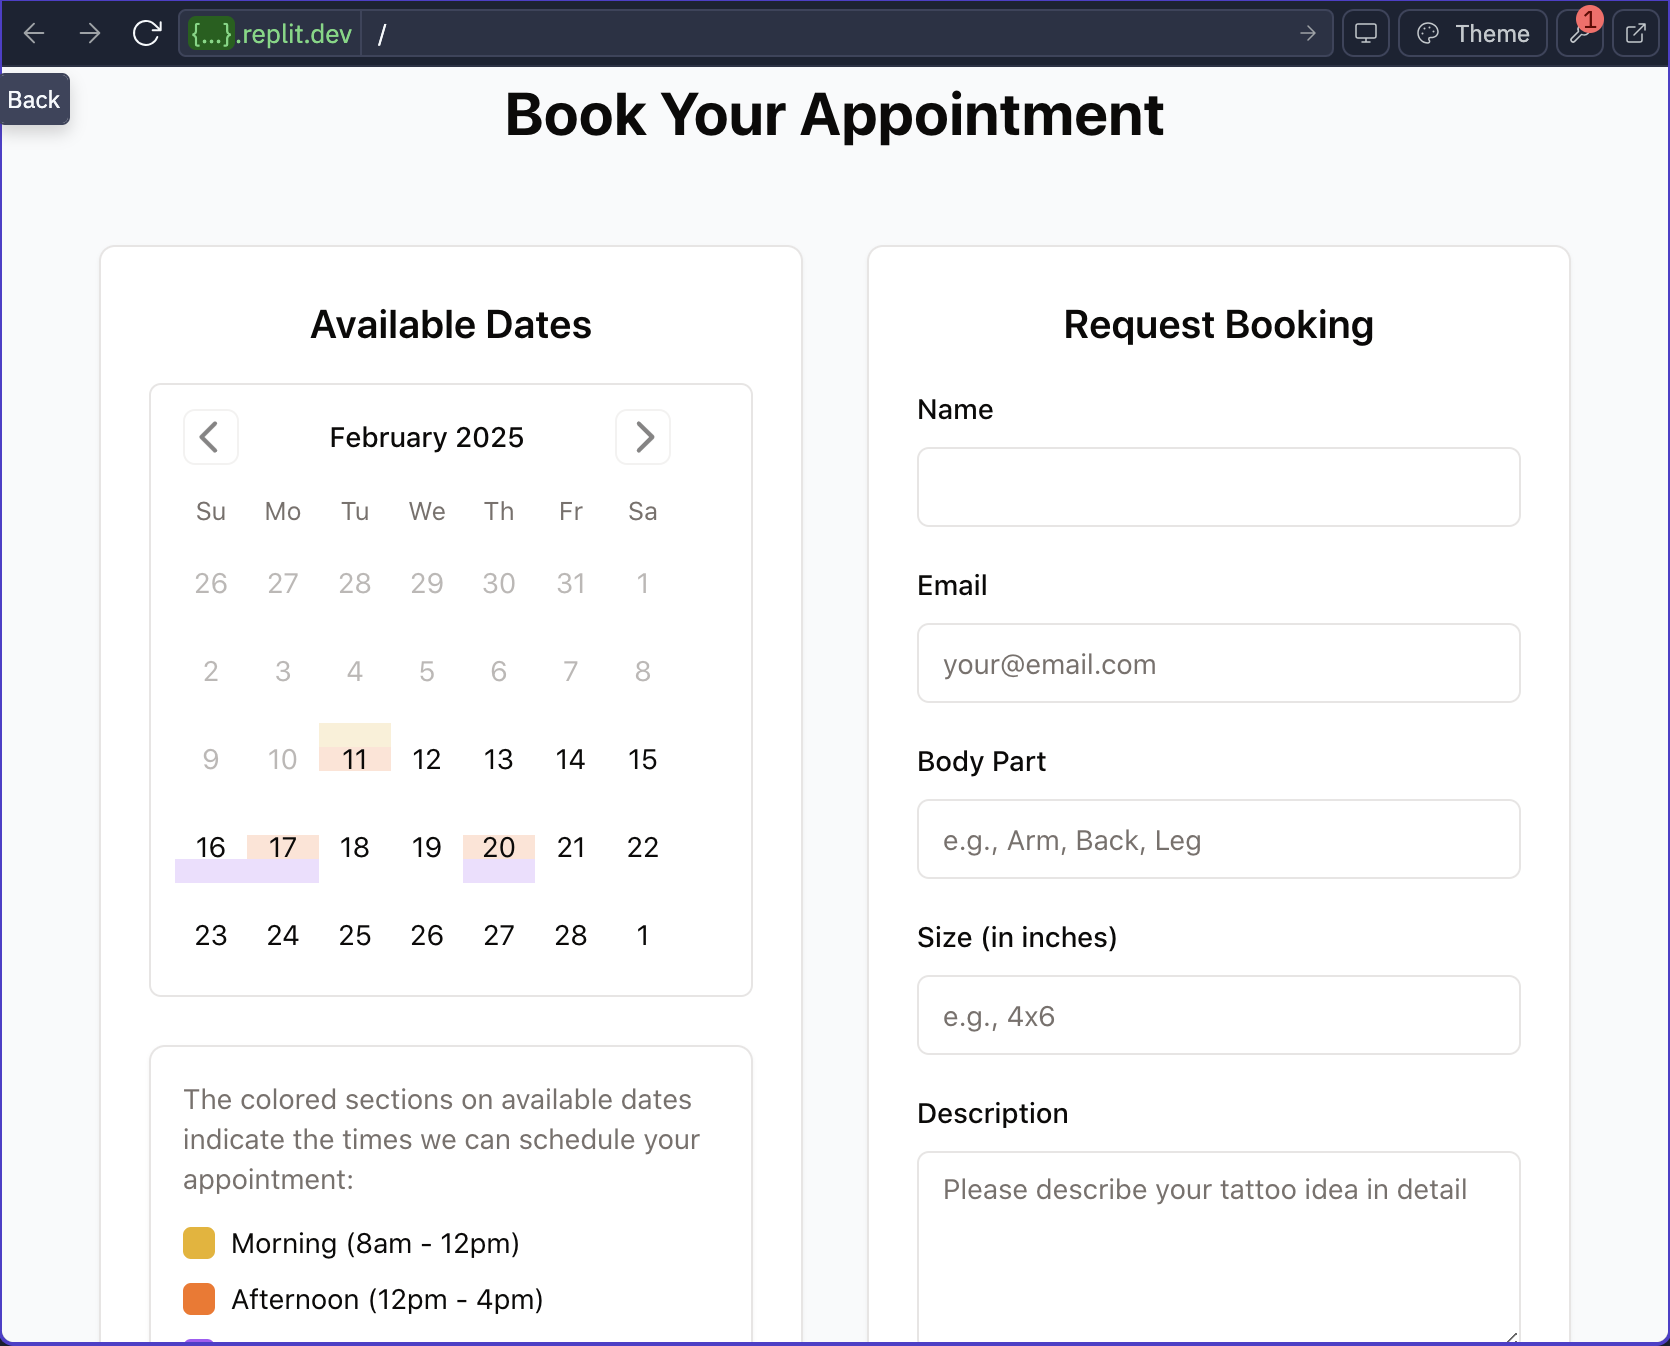 {...}.replit.dev /
Theme
1
Back
Book Your Appointment
Available Dates
February 2025
Su Mo Tu We Th Fr Sa
26 27 28 29 30 31 1
2 3 4 5 6 7 8
9 10 11 12 13 14 15
16 17 18 19 20 21 22
23 24 25 26 27 28 1
The colored sections on available dates
indicate the times we can schedule your
appointment:
Morning (8am - 12pm)
Afternoon (12pm - 4pm)
Request Booking
Name
Email
your@email.com
Body Part
e.g., Arm, Back, Leg
Size (in inches)
e.g., 4x6
Description
Please describe your tattoo idea in detail